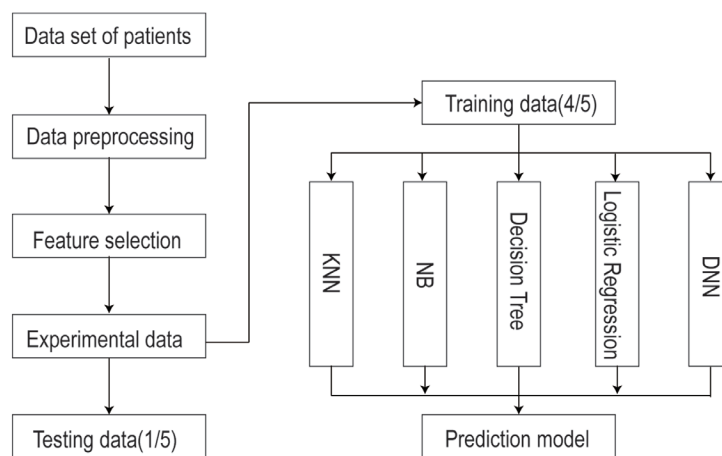 Data set of patients
Data preprocessing
Feature selection
Experimental data
Testing data(1/5)
Training data(4/5)
KNN
NB
Decision Tree
Logistic Regression
DNN
Prediction model